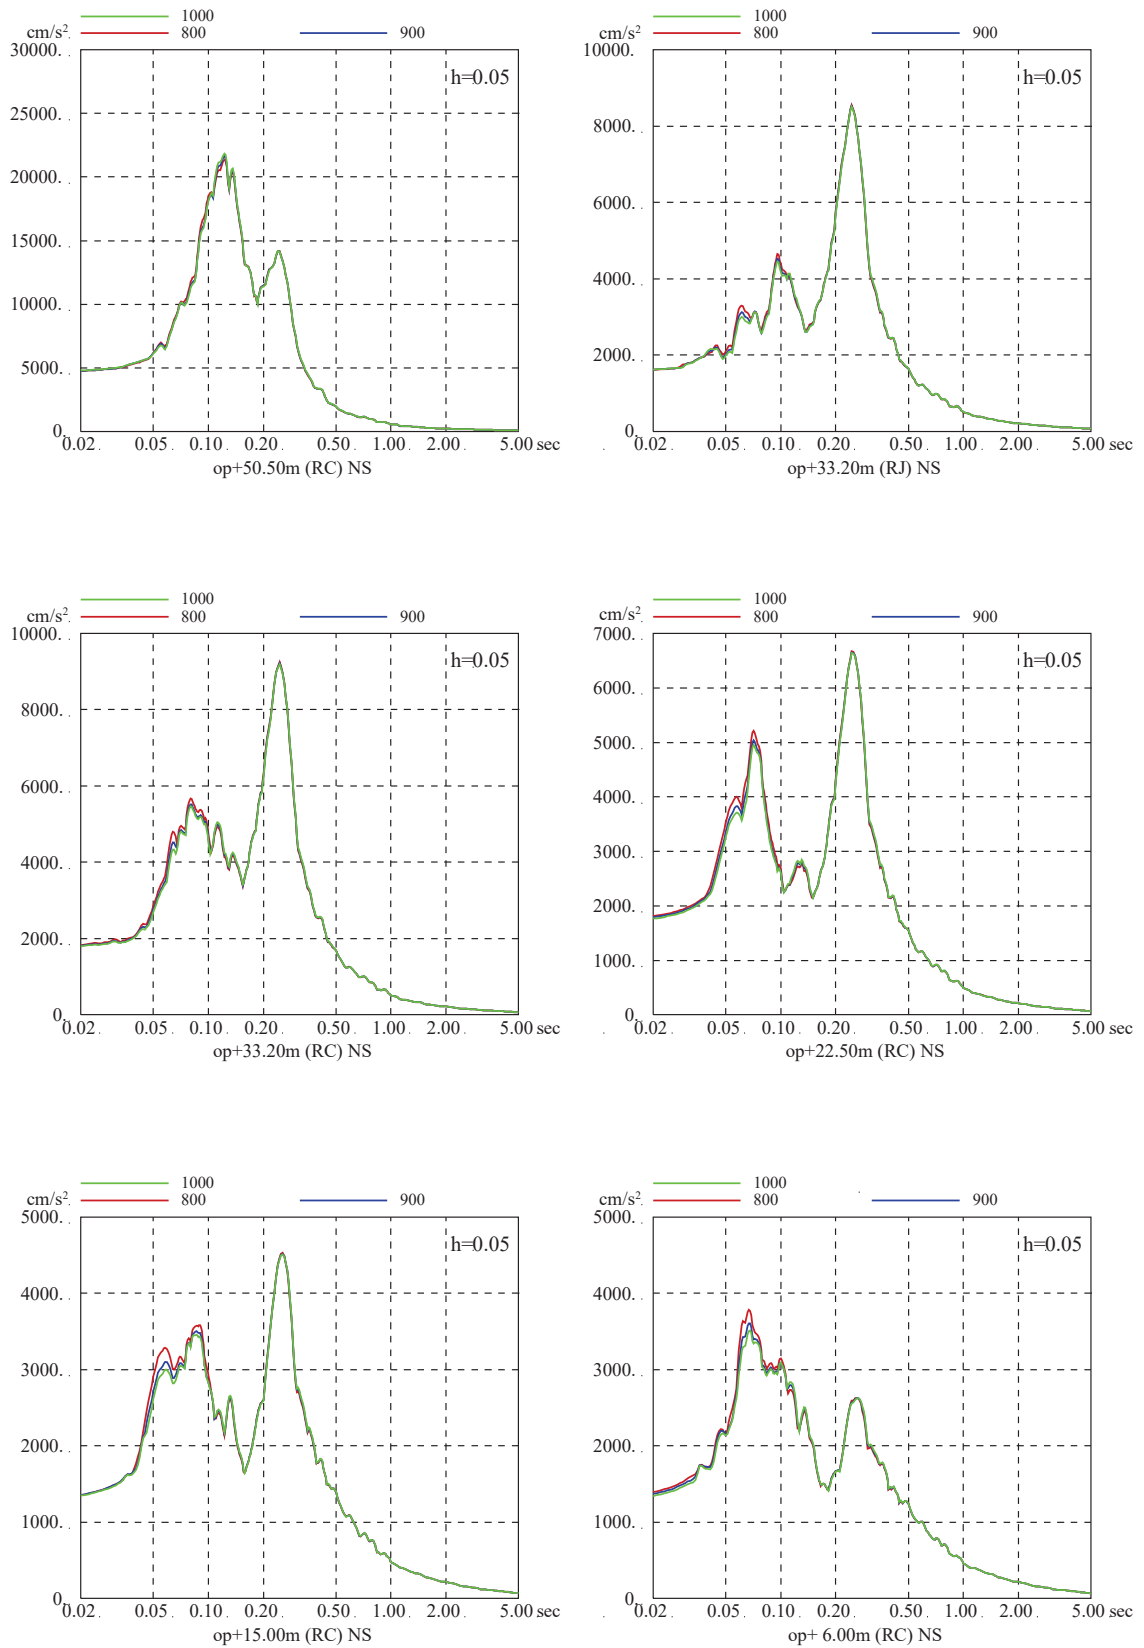 1000
cm/s² 800 900
30000.
h=0.05
25000.
20000.
15000.
10000.
5000.
0.
0.02 0.05 0.10 0.20 0.50 1.00 2.00 5.00 sec
op+50.50m (RC) NS
1000
cm/s² 800 900
10000.
h=0.05
8000.
6000.
4000.
2000.
0.
0.02 0.05 0.10 0.20 0.50 1.00 2.00 5.00 sec
op+33.20m (RJ) NS
1000
cm/s² 800 900
10000.
h=0.05
8000.
6000.
4000.
2000.
0.
0.02 0.05 0.10 0.20 0.50 1.00 2.00 5.00 sec
op+33.20m (RC) NS
1000
cm/s² 800 900
7000.
h=0.05
6000.
5000.
4000.
3000.
2000.
1000.
0.
0.02 0.05 0.10 0.20 0.50 1.00 2.00 5.00 sec
op+22.50m (RC) NS
1000
cm/s² 800 900
5000.
h=0.05
4000.
3000.
2000.
1000.
0.
0.02 0.05 0.10 0.20 0.50 1.00 2.00 5.00 sec
op+15.00m (RC) NS
1000
cm/s² 800 900
5000.
h=0.05
4000.
3000.
2000.
1000.
0.
0.02 0.05 0.10 0.20 0.50 1.00 2.00 5.00 sec
op+ 6.00m (RC) NS